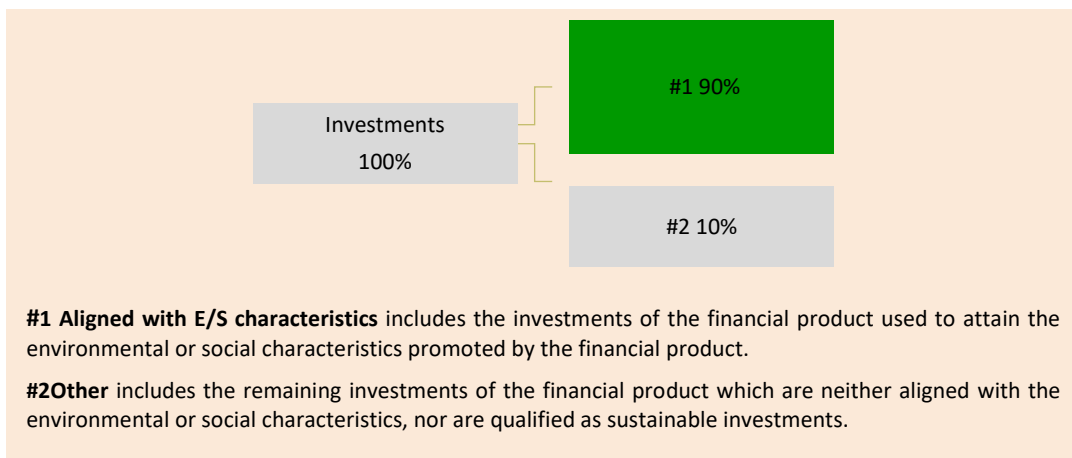 #1 90%
Investments
100%
#2 10%
#1 Aligned with E/S characteristics includes the investments of the financial product used to attain the
environmental or social characteristics promoted by the financial product.
#2Other includes the remaining investments of the financial product which are neither aligned with the
environmental or social characteristics, nor are qualified as sustainable investments.